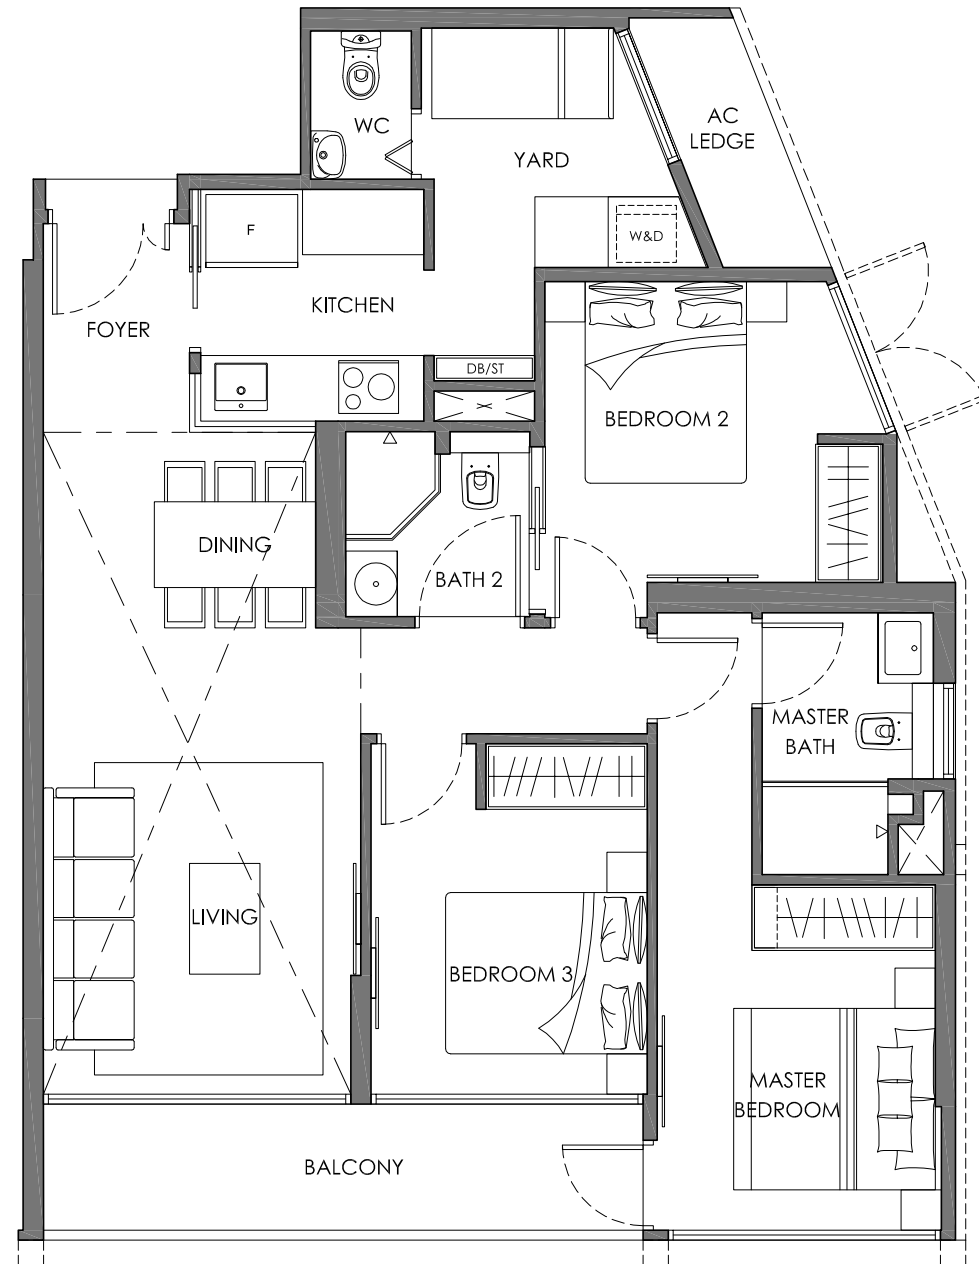 WC
AC
LEDGE
YARD
F
W&D
KITCHEN
FOYER
DB/ST
BEDROOM 2
DINING
BATH 2
MASTER
BATH
LIVING
BEDROOM 3
MASTER
BEDROOM
BALCONY